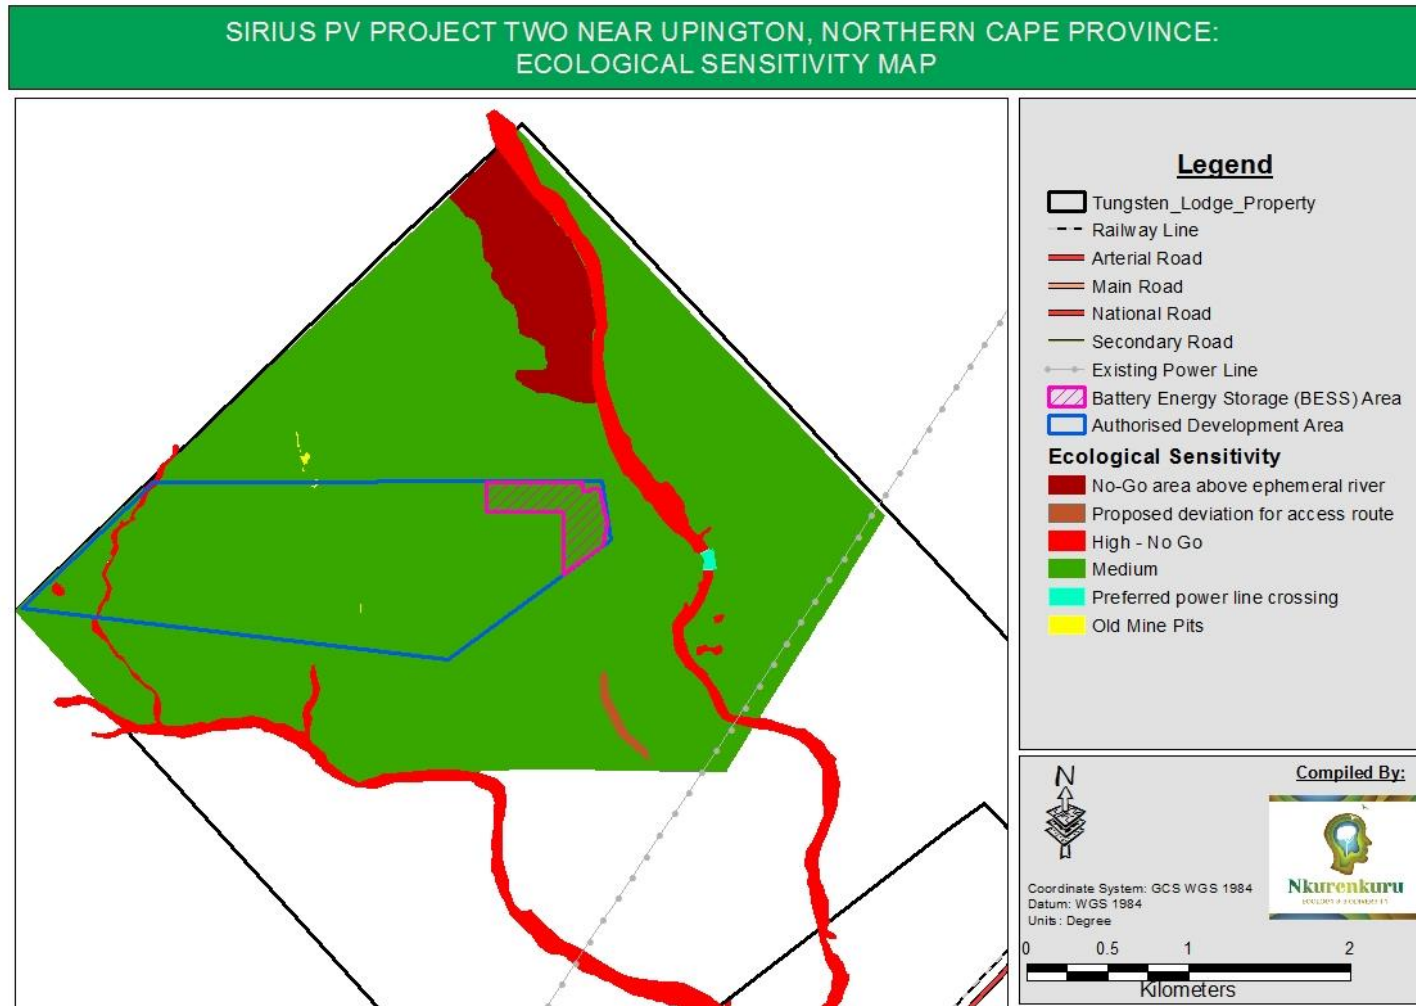 SIRIUS PV PROJECT TWO NEAR UPINGTON, NORTHERN CAPE PROVINCE:
ECOLOGICAL SENSITIVITY MAP
Legend
Tungsten_Lodge_Property
Railway Line
Arterial Road
Main Road
National Road
Secondary Road
Existing Power Line
Battery Energy Storage (BESS) Area
Authorised Development Area
Ecological Sensitivity
No-Go area above ephemeral river
Proposed deviation for access route
High - No Go
Medium
Preferred power line crossing
Old Mine Pits
N
Compiled By:
Nkurenkuru
Coordinate System: GCS WGS 1984
Datum: WGS 1984
Units: Degree
0 0.5 1 2
Kilometers